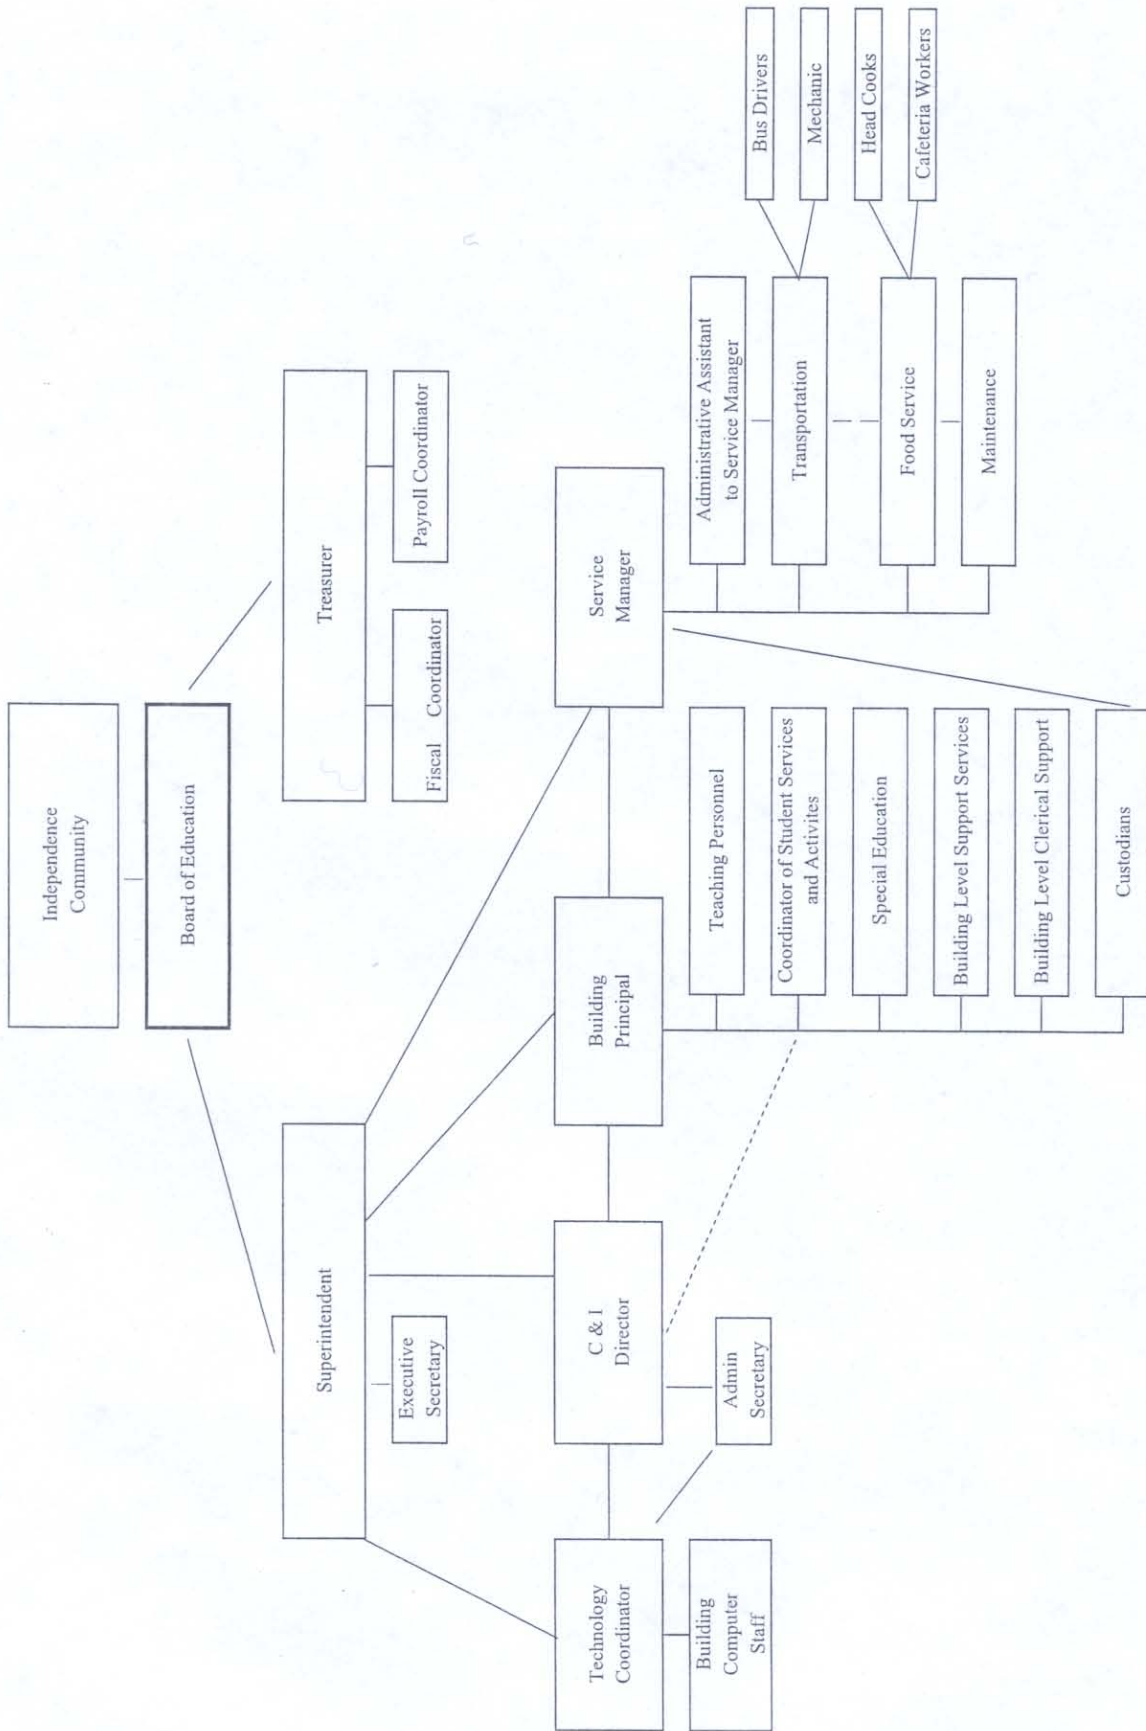 Independence
Community
Board of Education
Superintendent
Treasurer
Executive
Secretary
Fiscal Coordinator
Payroll Coordinator
Technology
Coordinator
C & I
Director
Building
Principal
Service
Manager
Building
Computer
Staff
Admin
Secretary
Teaching Personnel
Coordinator of Student Services
and Activites
Special Education
Building Level Support Services
Building Level Clerical Support
Custodians
Administrative Assistant
to Service Manager
Transportation
Food Service
Maintenance
Bus Drivers
Mechanic
Head Cooks
Cafeteria Workers